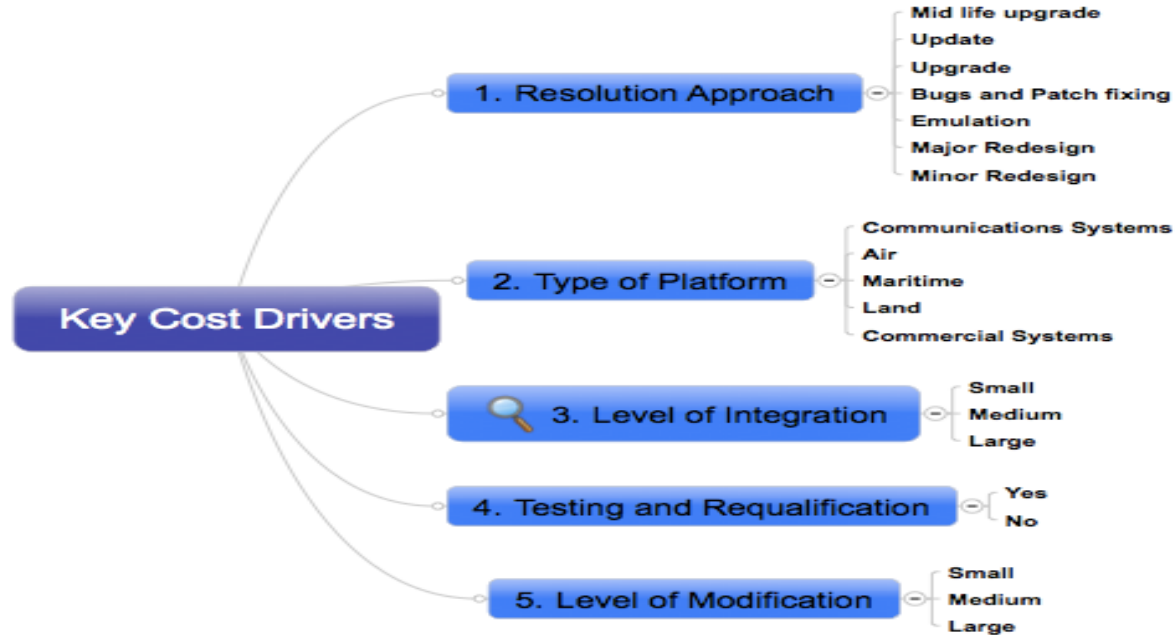 Key Cost Drivers
1. Resolution Approach
Mid life upgrade
Update
Upgrade
Bugs and Patch fixing
Emulation
Major Redesign
Minor Redesign
2. Type of Platform
Communications Systems
Air
Maritime
Land
Commercial Systems
3. Level of Integration
Small
Medium
Large
4. Testing and Requalification
Yes
No
5. Level of Modification
Small
Medium
Large